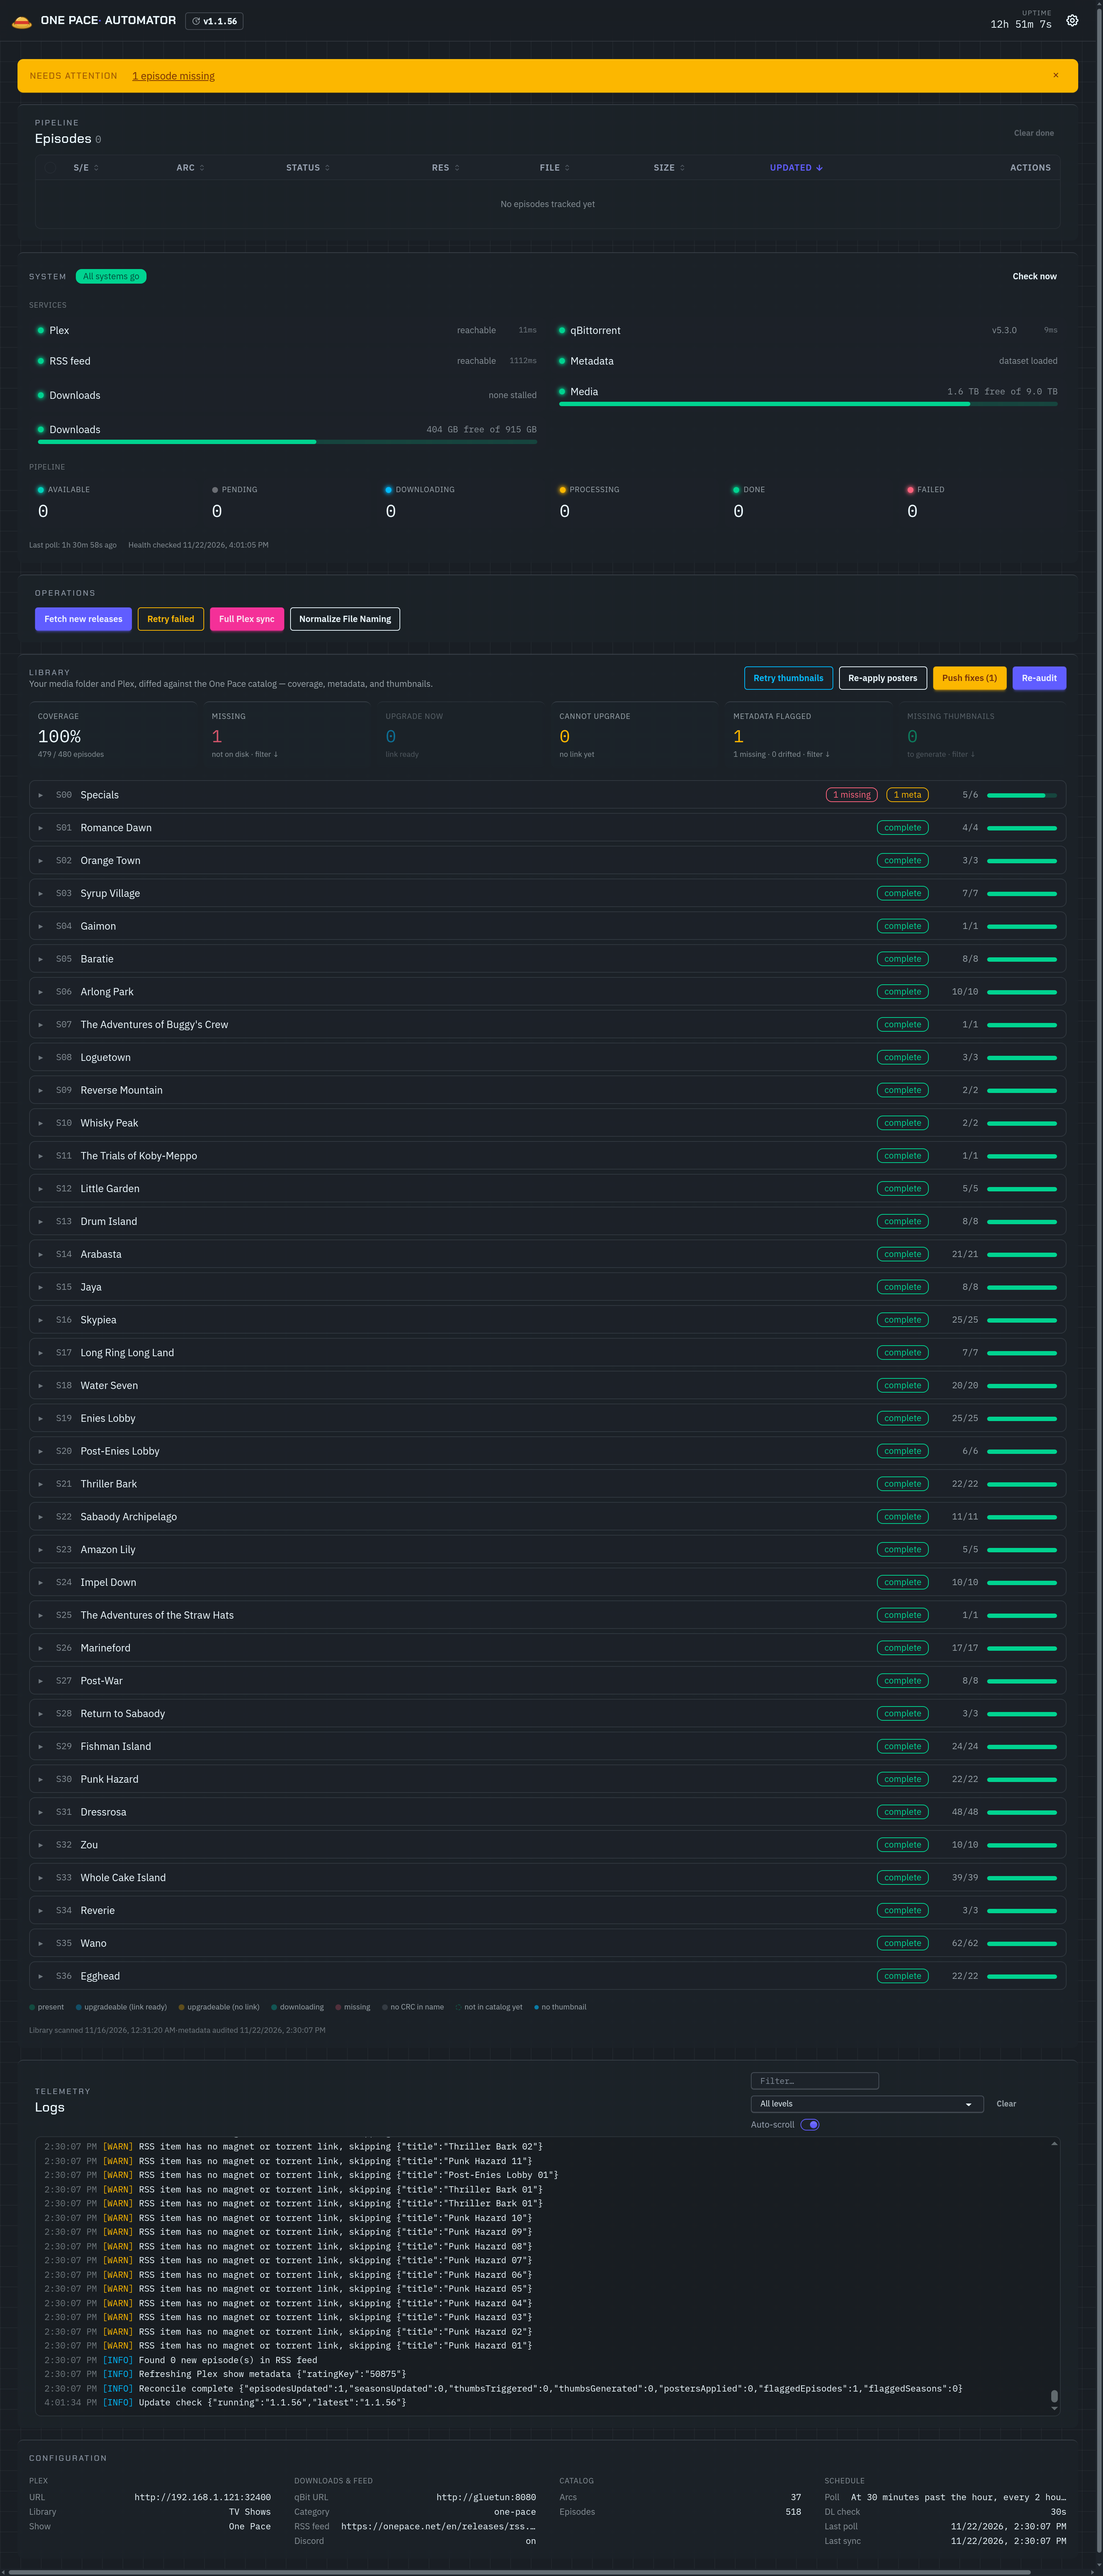 ONE PACE AUTOMATOR v1.1.56
UPTIME
12h 51m 7s
NEEDS ATTENTION 1 episode missing ×
PIPELINE
Episodes 0
Clear done
S/E ARC STATUS RES FILE SIZE UPDATED ACTIONS
No episodes tracked yet
SYSTEM All systems go Check now
SERVICES
Plex reachable 11ms
qBittorrent v5.3.0 9ms
RSS feed reachable 1112ms
Metadata dataset loaded
Downloads none stalled
Media 1.6 TB free of 9.0 TB
Downloads 404 GB free of 915 GB
PIPELINE
AVAILABLE PENDING DOWNLOADING PROCESSING DONE FAILED
0 0 0 0 0 0
Last poll: 1h 30m 58s ago Health checked 11/22/2026, 4:01:05 PM
OPERATIONS
Fetch new releases Retry failed Full Plex sync Normalize File Naming
LIBRARY
Your media folder and Plex, diffed against the One Pace catalog — coverage, metadata, and thumbnails.
Retry thumbnails Re-apply posters Push fixes (1) Re-audit
COVERAGE MISSING UPGRADE NOW CANNOT UPGRADE METADATA FLAGGED MISSING THUMBNAILS
100% 1 0 0 1 0
479 / 480 episodes not on disk · filter ↓ link ready no link yet 1 missing · 0 drifted · filter ↓ to generate · filter ↓
S00 Specials 1 missing 1 meta 5/6
S01 Romance Dawn complete 4/4
S02 Orange Town complete 3/3
S03 Syrup Village complete 7/7
S04 Gaimon complete 1/1
S05 Baratie complete 8/8
S06 Arlong Park complete 10/10
S07 The Adventures of Buggy's Crew complete 1/1
S08 Loguetown complete 3/3
S09 Reverse Mountain complete 2/2
S10 Whisky Peak complete 2/2
S11 The Trials of Koby-Meppo complete 1/1
S12 Little Garden complete 5/5
S13 Drum Island complete 8/8
S14 Arabasta complete 21/21
S15 Jaya complete 8/8
S16 Skypiea complete 25/25
S17 Long Ring Long Land complete 7/7
S18 Water Seven complete 20/20
S19 Enies Lobby complete 25/25
S20 Post-Enies Lobby complete 6/6
S21 Thriller Bark complete 22/22
S22 Sabaody Archipelago complete 11/11
S23 Amazon Lily complete 5/5
S24 Impel Down complete 10/10
S25 The Adventures of the Straw Hats complete 1/1
S26 Marineford complete 17/17
S27 Post-War complete 8/8
S28 Return to Sabaody complete 3/3
S29 Fishman Island complete 24/24
S30 Punk Hazard complete 22/22
S31 Dressrosa complete 48/48
S32 Zou complete 10/10
S33 Whole Cake Island complete 39/39
S34 Reverie complete 3/3
S35 Wano complete 62/62
S36 Egghead complete 22/22
present upgradeable (link ready) upgradeable (no link) downloading missing no CRC in name not in catalog yet no thumbnail
Library scanned 11/16/2026, 12:31:20 AM-metadata audited 11/22/2026, 2:30:07 PM
TELEMETRY
Logs
Filter…
All levels Clear
Auto-scroll
2:30:07 PM [WARN] RSS item has no magnet or torrent link, skipping {"title":"Thriller Bark 02"}
2:30:07 PM [WARN] RSS item has no magnet or torrent link, skipping {"title":"Punk Hazard 11"}
2:30:07 PM [WARN] RSS item has no magnet or torrent link, skipping {"title":"Post-Enies Lobby 01"}
2:30:07 PM [WARN] RSS item has no magnet or torrent link, skipping {"title":"Thriller Bark 01"}
2:30:07 PM [WARN] RSS item has no magnet or torrent link, skipping {"title":"Thriller Bark 01"}
2:30:07 PM [WARN] RSS item has no magnet or torrent link, skipping {"title":"Punk Hazard 10"}
2:30:07 PM [WARN] RSS item has no magnet or torrent link, skipping {"title":"Punk Hazard 09"}
2:30:07 PM [WARN] RSS item has no magnet or torrent link, skipping {"title":"Punk Hazard 08"}
2:30:07 PM [WARN] RSS item has no magnet or torrent link, skipping {"title":"Punk Hazard 07"}
2:30:07 PM [WARN] RSS item has no magnet or torrent link, skipping {"title":"Punk Hazard 06"}
2:30:07 PM [WARN] RSS item has no magnet or torrent link, skipping {"title":"Punk Hazard 05"}
2:30:07 PM [WARN] RSS item has no magnet or torrent link, skipping {"title":"Punk Hazard 04"}
2:30:07 PM [WARN] RSS item has no magnet or torrent link, skipping {"title":"Punk Hazard 03"}
2:30:07 PM [WARN] RSS item has no magnet or torrent link, skipping {"title":"Punk Hazard 02"}
2:30:07 PM [WARN] RSS item has no magnet or torrent link, skipping {"title":"Punk Hazard 01"}
2:30:07 PM [INFO] Found 0 new episode(s) in RSS feed
2:30:07 PM [INFO] Refreshing Plex show metadata {"ratingKey":"50875"}
2:30:07 PM [INFO] Reconcile complete {"episodesUpdated":1,"seasonsUpdated":0,"thumbsTriggered":0,"thumbsGenerated":0,"postersApplied":0,"flaggedEpisodes":1,"flaggedSeasons":0}
4:01:34 PM [INFO] Update check {"running":"1.1.56","latest":"1.1.56"}
CONFIGURATION
PLEX
URL http://192.168.1.121:32400
Library TV Shows
Show One Pace
DOWNLOADS & FEED
qBit URL http://gluetun:8080
Category one-pace
RSS feed https://onepace.net/en/releases/rss.…
Discord on
CATALOG
Arcs 37
Episodes 518
SCHEDULE
Poll At 30 minutes past the hour, every 2 hou…
DL check 30s
Last poll 11/22/2026, 2:30:07 PM
Last sync 11/22/2026, 2:30:07 PM